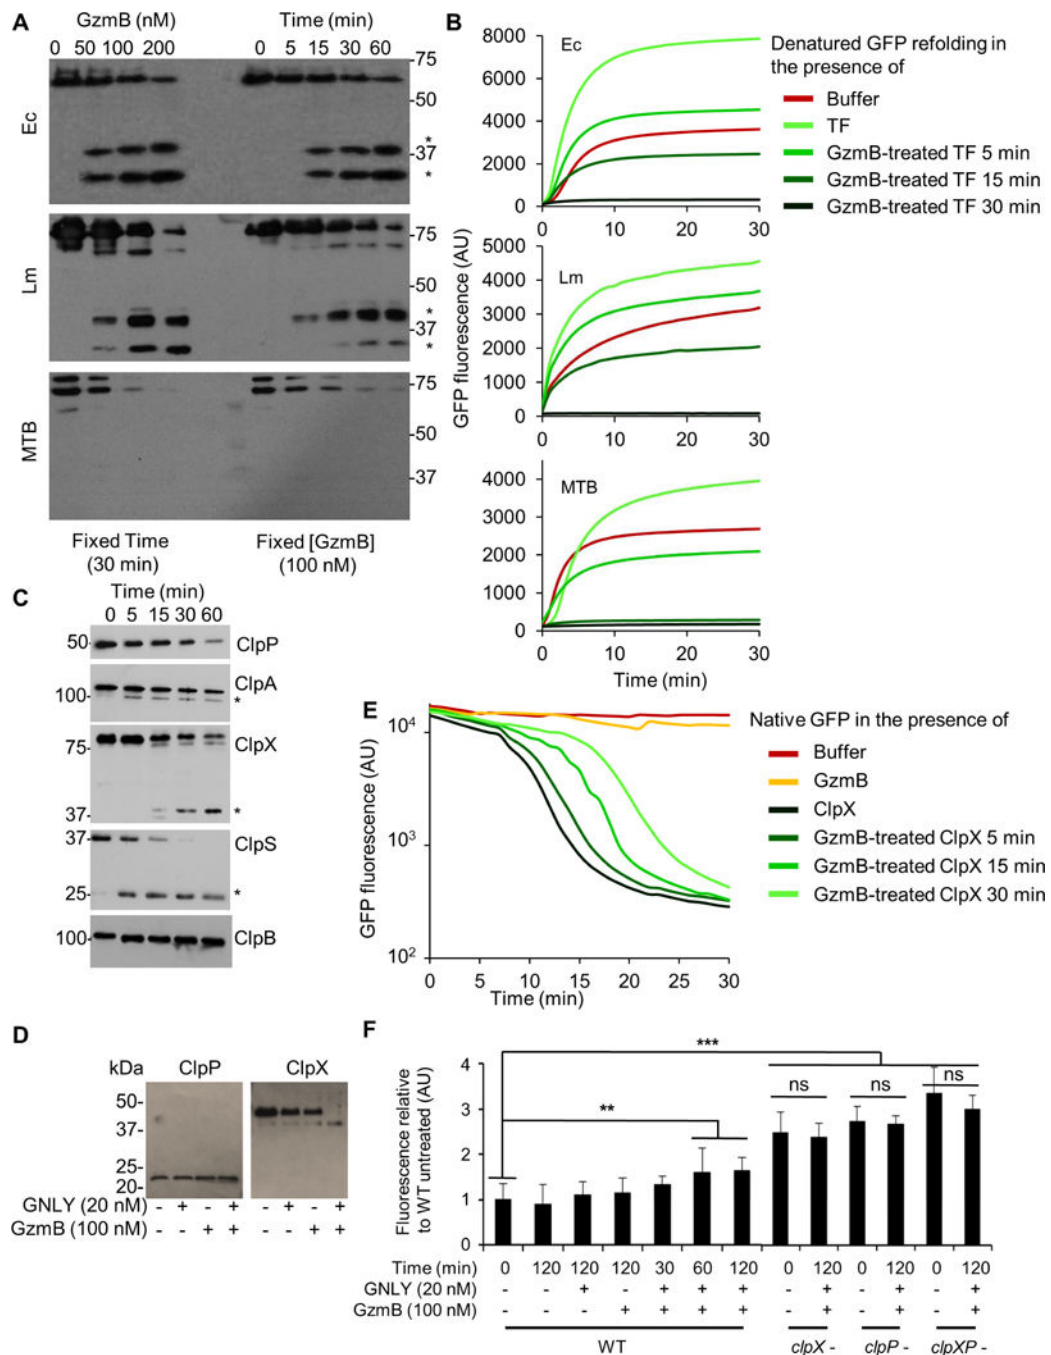 A
GzmB (nM)
Time (min)
0 50 100 200
0 5 15 30 60
Ec
-75
50-
*
-37
*
Lm
-75
50-
*
-37
*
MTB
-75
50-
-37
Fixed Time
(30 min)
Fixed [GzmB]
(100 nM)
B
Ec
8000
6000
4000
2000
0
0 10 20 30
Lm
5000
4000
3000
2000
1000
0
0 10 20 30
MTB
4000
3000
2000
1000
0
0 10 20 30
GFP fluorescence (AU)
Time (min)
Denatured GFP refolding in
the presence of
Buffer
TF
GzmB-treated TF 5 min
GzmB-treated TF 15 min
GzmB-treated TF 30 min
C
Time (min)
0 5 15 30 60
50- ClpP
ClpA
100- *
ClpX
75-
37- *
37- ClpS
25- *
100- ClpB
E
10^4
10^3
10^2
GFP fluorescence (AU)
0 5 10 15 20 25 30
Time (min)
Native GFP in the presence of
Buffer
GzmB
ClpX
GzmB-treated ClpX 5 min
GzmB-treated ClpX 15 min
GzmB-treated ClpX 30 min
D
kDa ClpP ClpX
50-
37-
25-
20-
GNLY (20 nM) - + - + - + - +
GzmB (100 nM) - - + + - - + +
F
***
**
ns ns ns
Fluorescence relative
to WT untreated (AU)
4
3
2
1
0
Time (min) 0 120 120 120 30 60 120 0 120 0 120 0 120
GNLY (20 nM) - - + - + + + - + - + - +
GzmB (100 nM) - - - + + + + - + - + - +
WT clpX - clpP - clpXP -